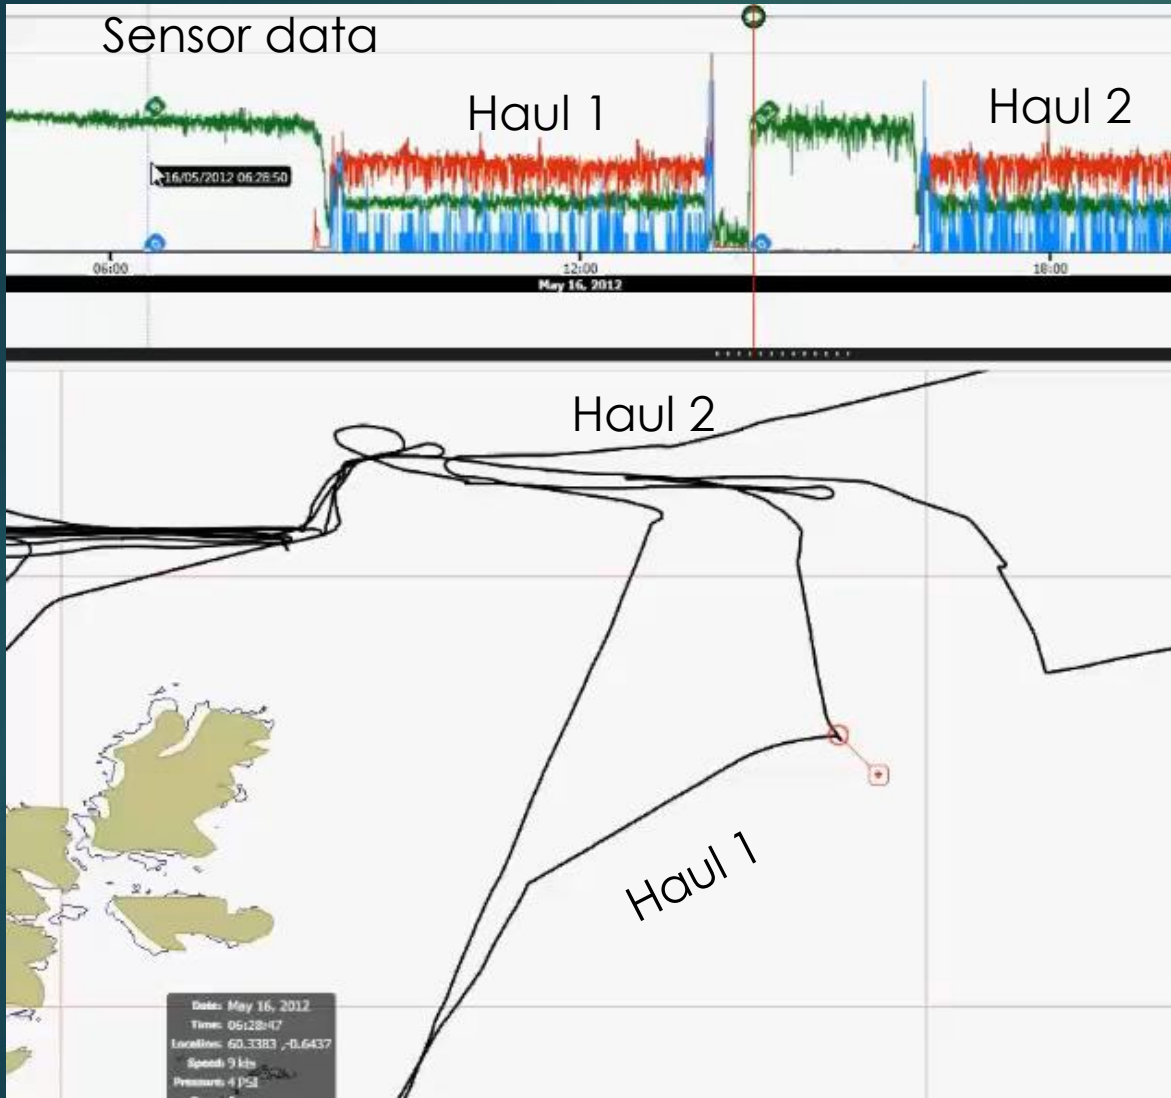 Sensor data
Haul 1
Haul 2
16/05/2012 06:28:50
06:00
12:00
18:00
May 16, 2012
Haul 2
Haul 1
Date: May 16, 2012
Time: 06:28:47
Location: 60.3383 ,-0.6437
Speed: 9 kts
Pressure: 4 PSI